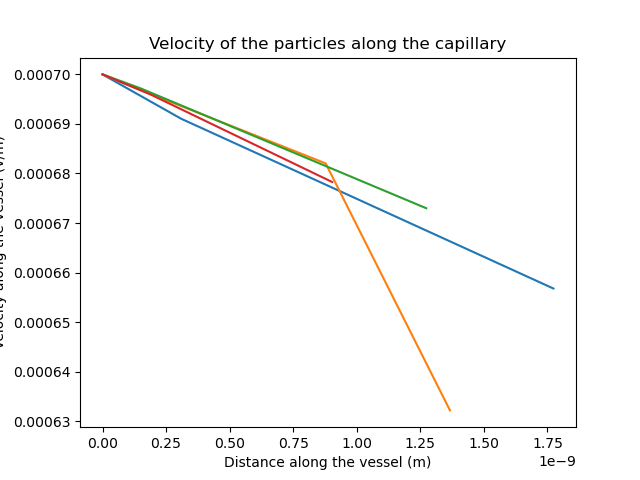 Velocity of the particles along the capillary
0.00070
0.00069
0.00068
0.00067
0.00066
0.00065
0.00064
0.00063
along the vessel
0.00 0.25 0.50 0.75 1.00 1.25 1.50 1.75
1e−9
Distance along the vessel (m)